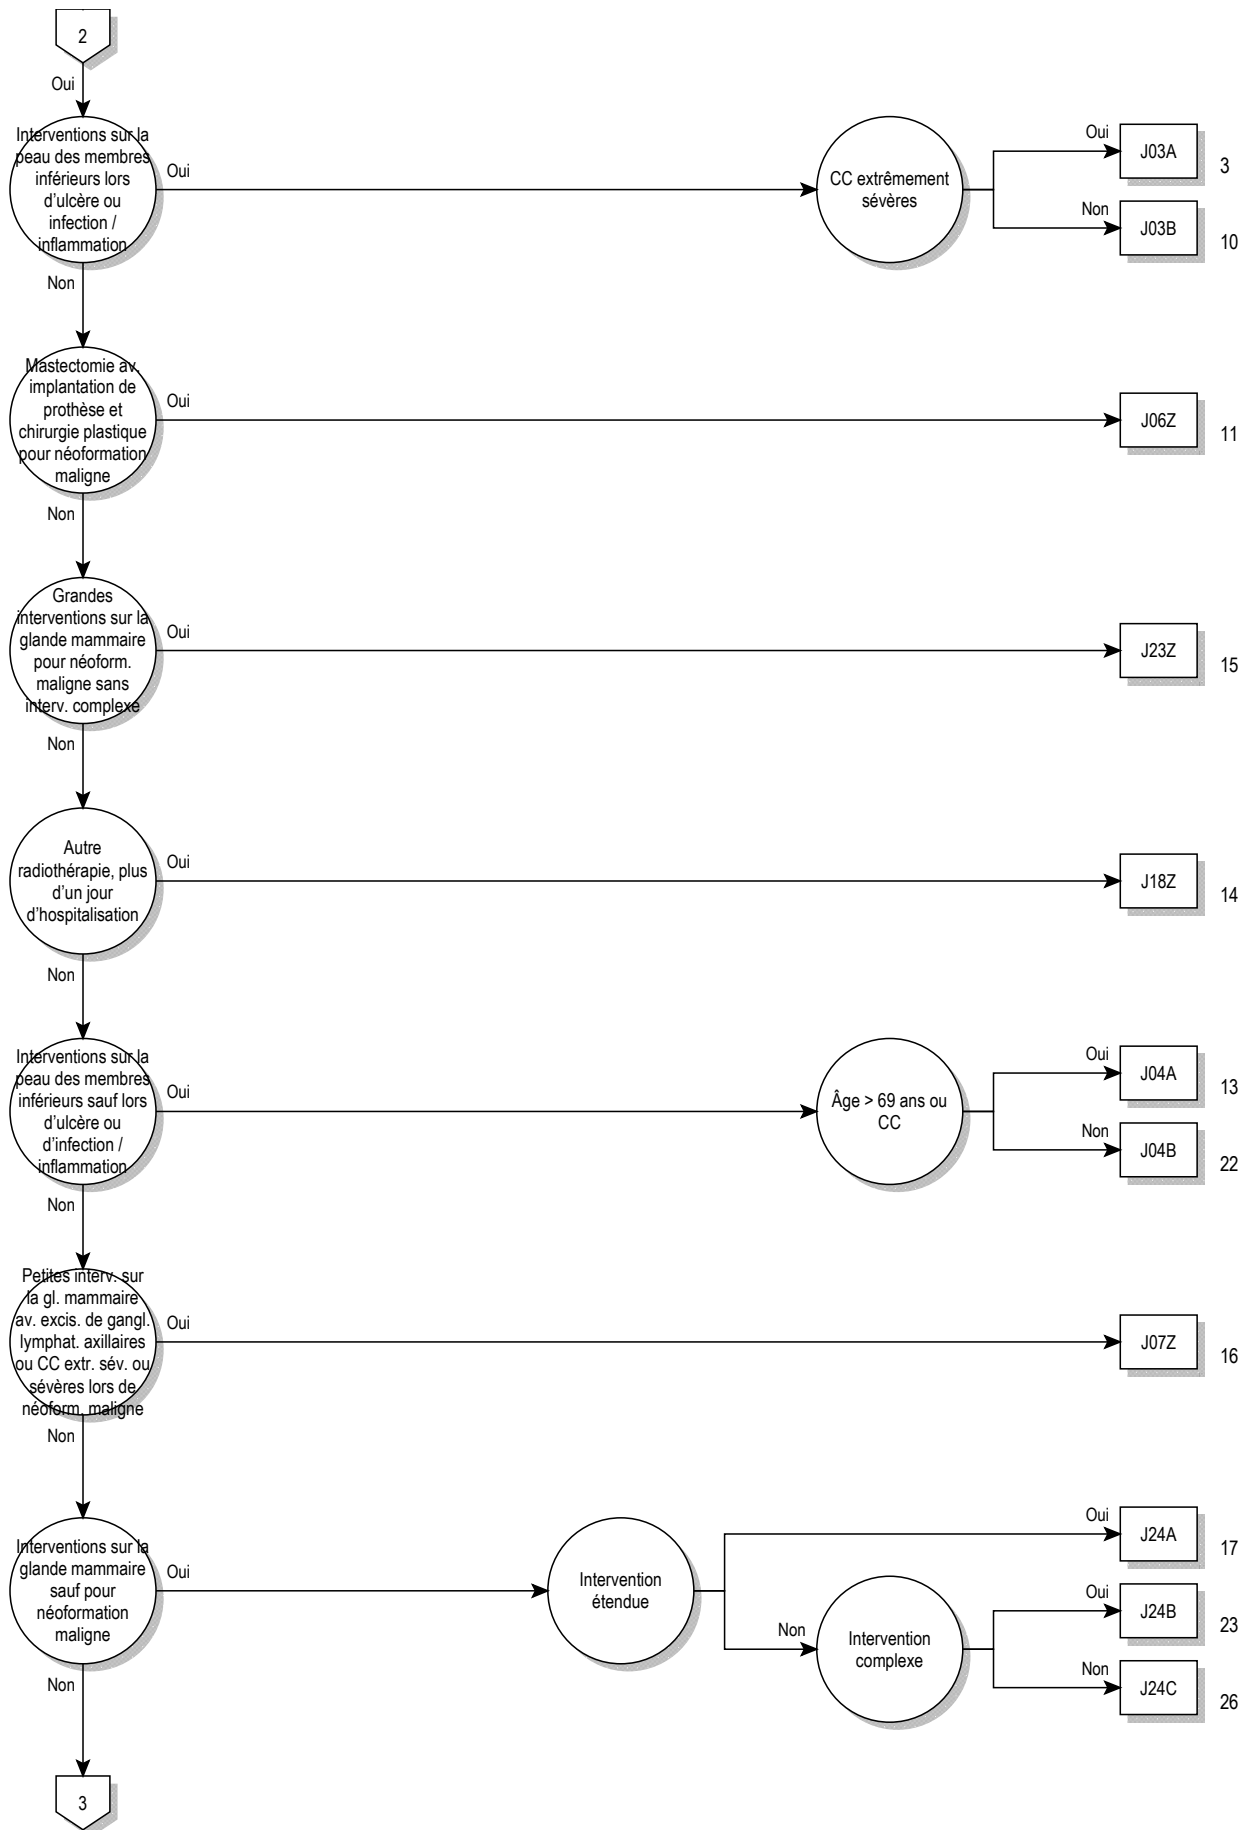 2
Oui
Interventions sur la
peau des membres
inférieurs lors
d'ulcère ou
infection /
inflammation
Oui
CC extrêmement
sévères
Oui
J03A
3
Non
J03B
10
Non
Mastectomie av.
implantation de
prothèse et
chirurgie plastique
pour néoformation
maligne
Oui
J06Z
11
Non
Grandes
interventions sur la
glande mammaire
pour néoform.
maligne sans
interv. complexe
Oui
J23Z
15
Non
Autre
radiothérapie, plus
d'un jour
d'hospitalisation
Oui
J18Z
14
Non
Interventions sur la
peau des membres
inférieurs sauf lors
d'ulcère ou
d'infection /
inflammation
Oui
Âge > 69 ans ou
CC
Oui
J04A
13
Non
J04B
22
Non
Petites interv. sur
la gl. mammaire
av. excis. de gangl.
lymphat. axillaires
ou CC extr. sév. ou
sévères lors de
néoform. maligne
Oui
J07Z
16
Non
Interventions sur la
glande mammaire
sauf pour
néoformation
maligne
Oui
Intervention
étendue
Oui
J24A
17
Non
Intervention
complexe
Oui
J24B
23
Non
J24C
26
Non
3